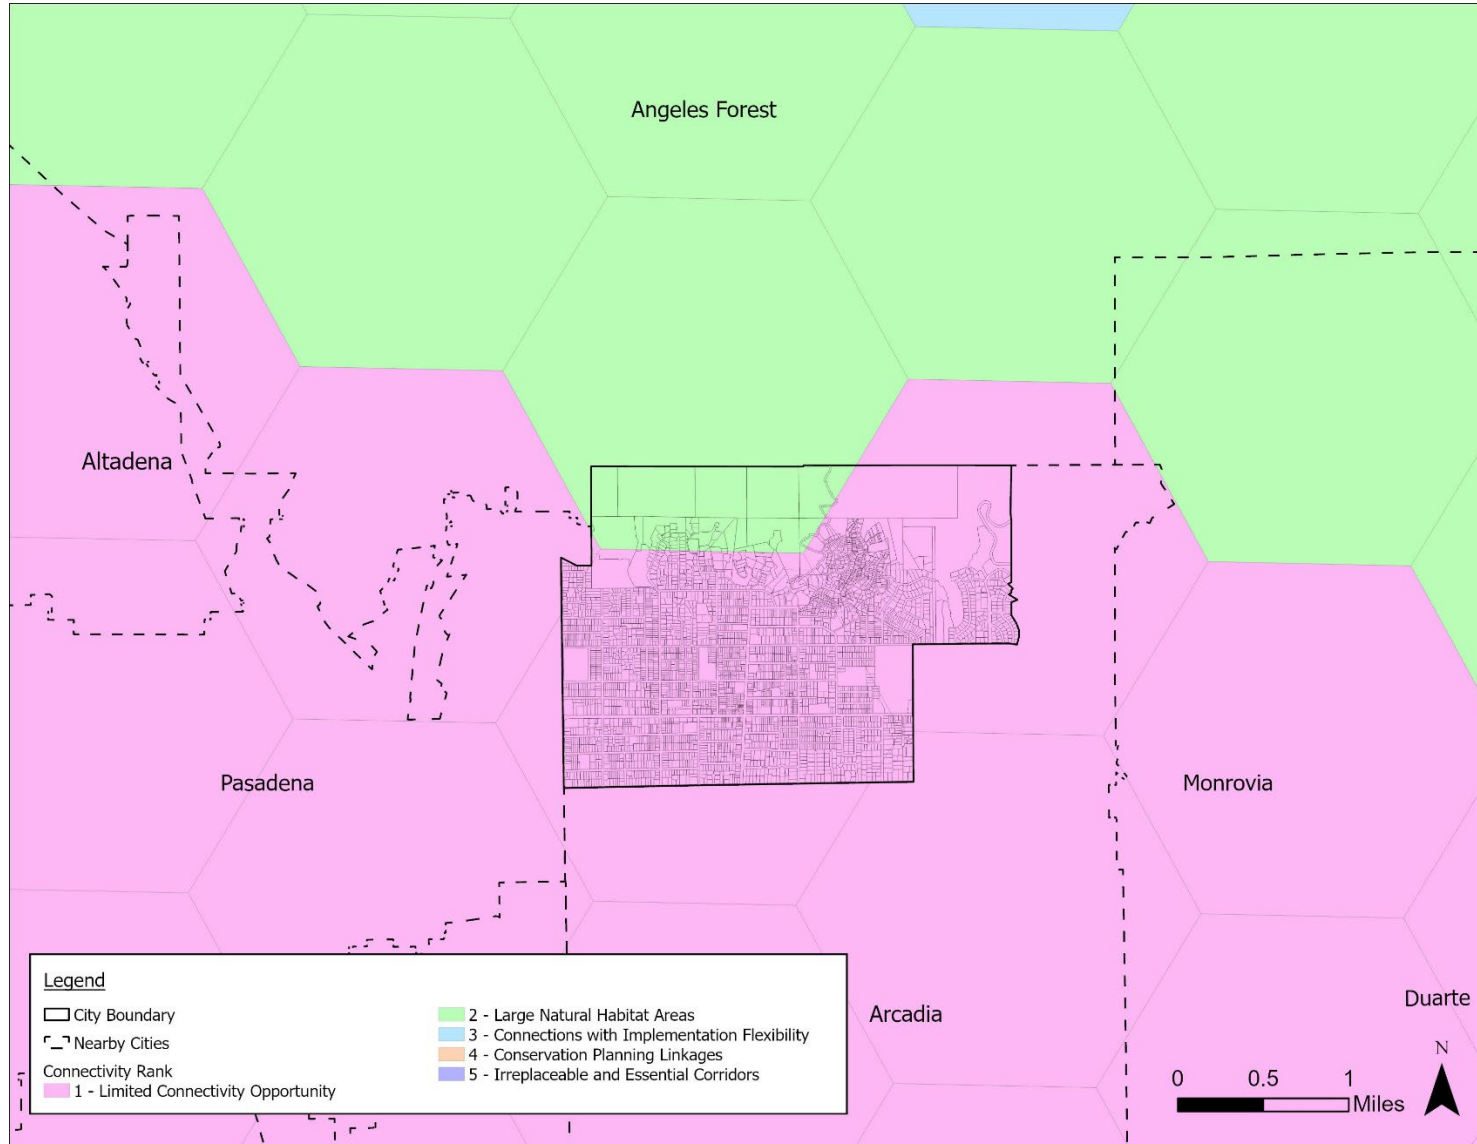 Angeles Forest
Altadena
Pasadena
Monrovia
Arcadia
Duarte
Legend
City Boundary
Nearby Cities
Connectivity Rank
1 - Limited Connectivity Opportunity
2 - Large Natural Habitat Areas
3 - Connections with Implementation Flexibility
4 - Conservation Planning Linkages
5 - Irreplaceable and Essential Corridors
N
0 0.5 1
Miles